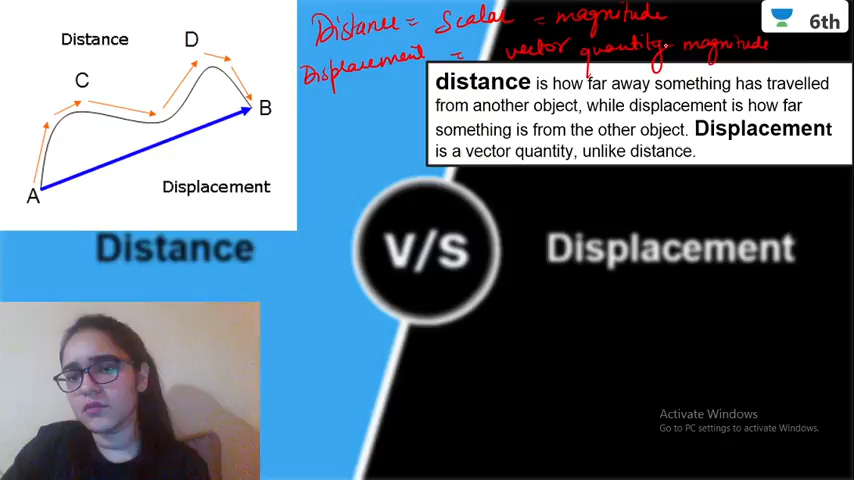 Distance = Scalar = magnitude
Displacement = vector quantity magnitude
6th
Distance
D
C
B
A
Displacement
distance is how far away something has travelled
from another object, while displacement is how far
something is from the other object. Displacement
is a vector quantity, unlike distance.
Distance
V/S
Displacement
Activate Windows
Go to PC settings to activate Windows.